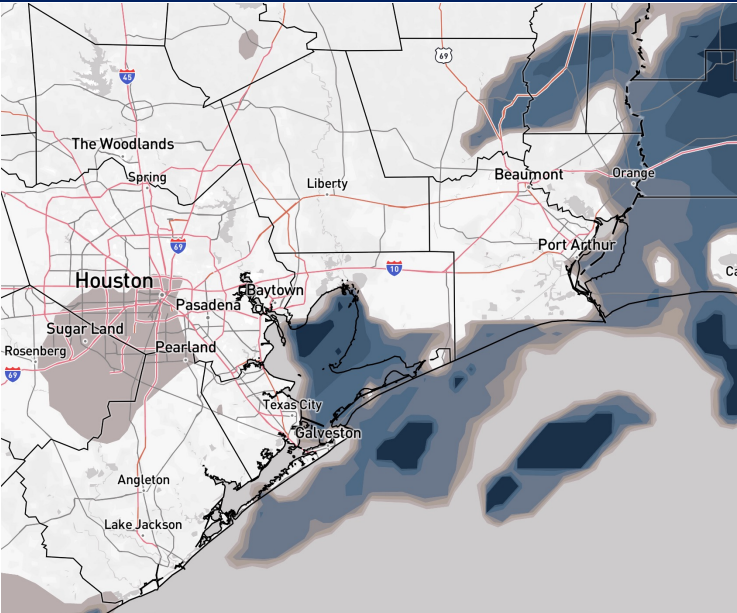 69
45
The Woodlands
Spring
Liberty
Beaumont
Orange
69
Port Arthur
10
Houston
Baytown
Pasadena
Sugar Land
Rosenberg
Pearland
69
Texas City
Galveston
Angleton
Lake Jackson